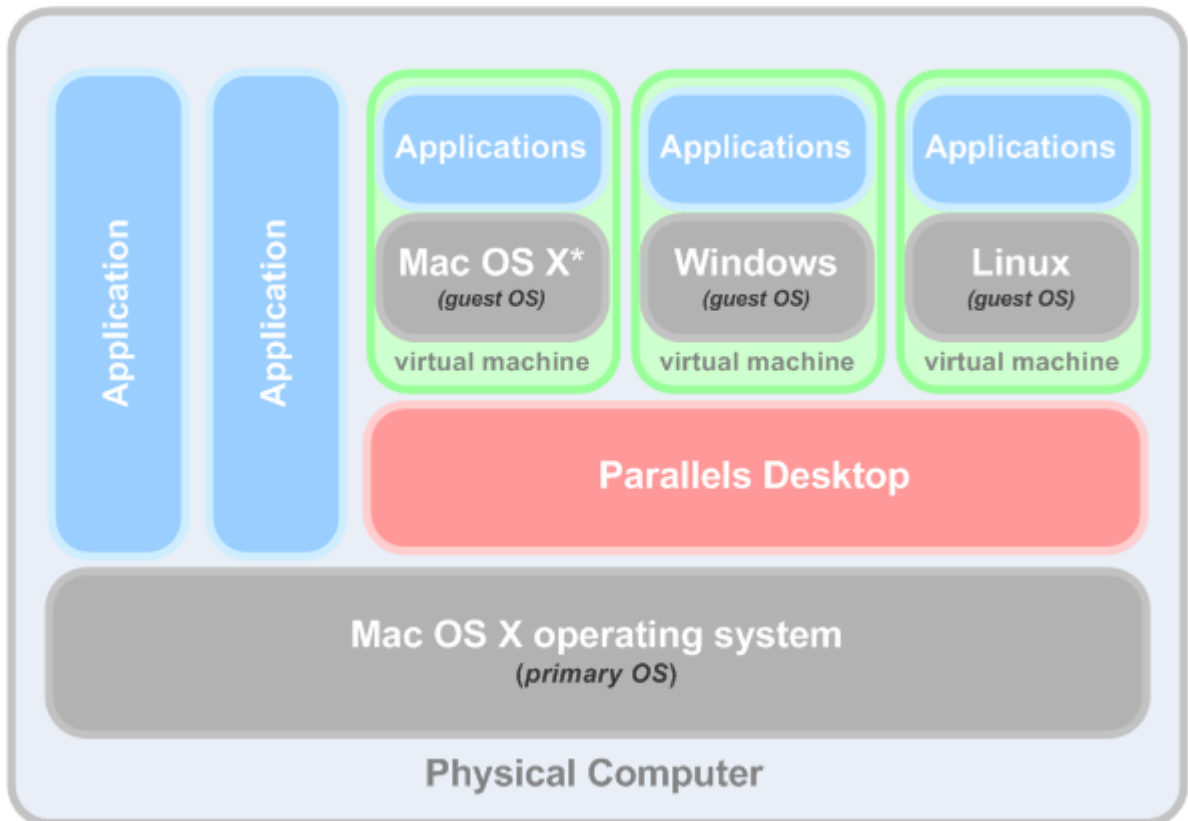 Application
Application
Applications
Mac OS X*
(guest OS)
virtual machine
Applications
Windows
(guest OS)
virtual machine
Applications
Linux
(guest OS)
virtual machine
Parallels Desktop
Mac OS X operating system
(primary OS)
Physical Computer